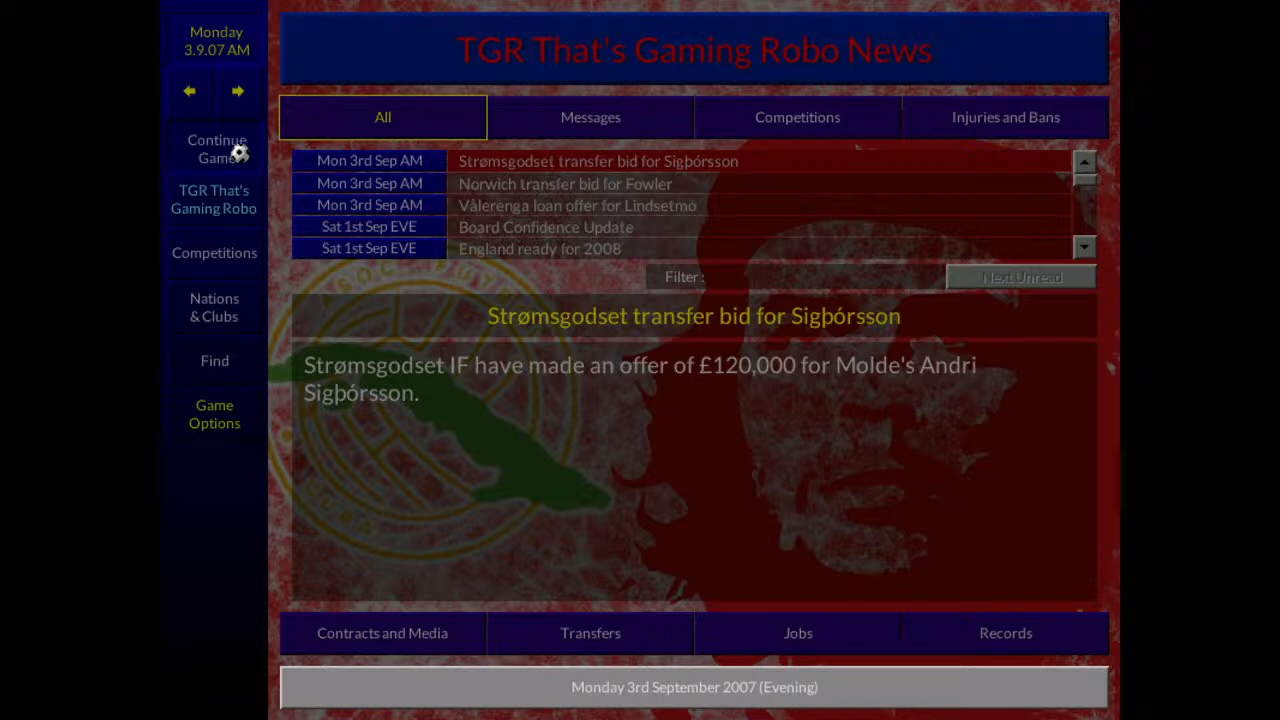 Monday
3.9.07 AM
Continue
Game
TGR That's
Gaming Robo
Competitions
Nations
& Clubs
Find
Game
Options
TGR That's Gaming Robo News
All
Messages
Competitions
Injuries and Bans
Mon 3rd Sep AM Strømsgodset transfer bid for Sigþórsson
Mon 3rd Sep AM Norwich transfer bid for Fowler
Mon 3rd Sep AM Vålerenga loan offer for Lindsetmo
Sat 1st Sep EVE Board Confidence Update
Sat 1st Sep EVE England ready for 2008
Filter :
Next Unread
Strømsgodset transfer bid for Sigþórsson
Strømsgodset IF have made an offer of £120,000 for Molde's Andri
Sigþórsson.
Contracts and Media
Transfers
Jobs
Records
Monday 3rd September 2007 (Evening)